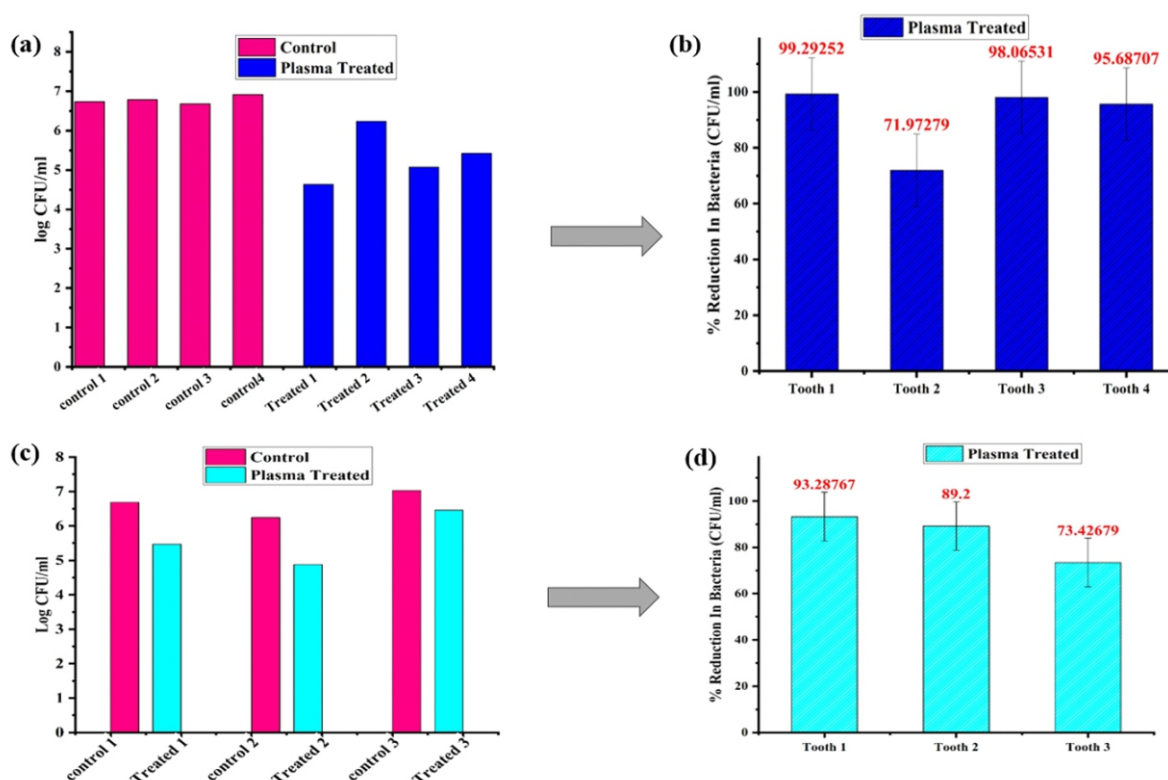 (a)
Control
Plasma Treated
log CFU/ml
8
7
6
5
4
3
2
1
0
control 1
control 2
control 3
control4
Treated 1
Treated 2
Treated 3
Treated 4
(b)
Plasma Treated
% Reduction In Bacteria (CFU/ml)
99.29252
71.97279
98.06531
95.68707
100
80
60
40
20
0
Tooth 1
Tooth 2
Tooth 3
Tooth 4
(c)
Control
Plasma Treated
Log CFU/ml
8
7
6
5
4
3
2
1
0
control 1
Treated 1
control 2
Treated 2
control 3
Treated 3
(d)
Plasma Treated
% Reduction In Bacteria (CFU/ml)
93.28767
89.2
73.42679
100
80
60
40
20
0
Tooth 1
Tooth 2
Tooth 3